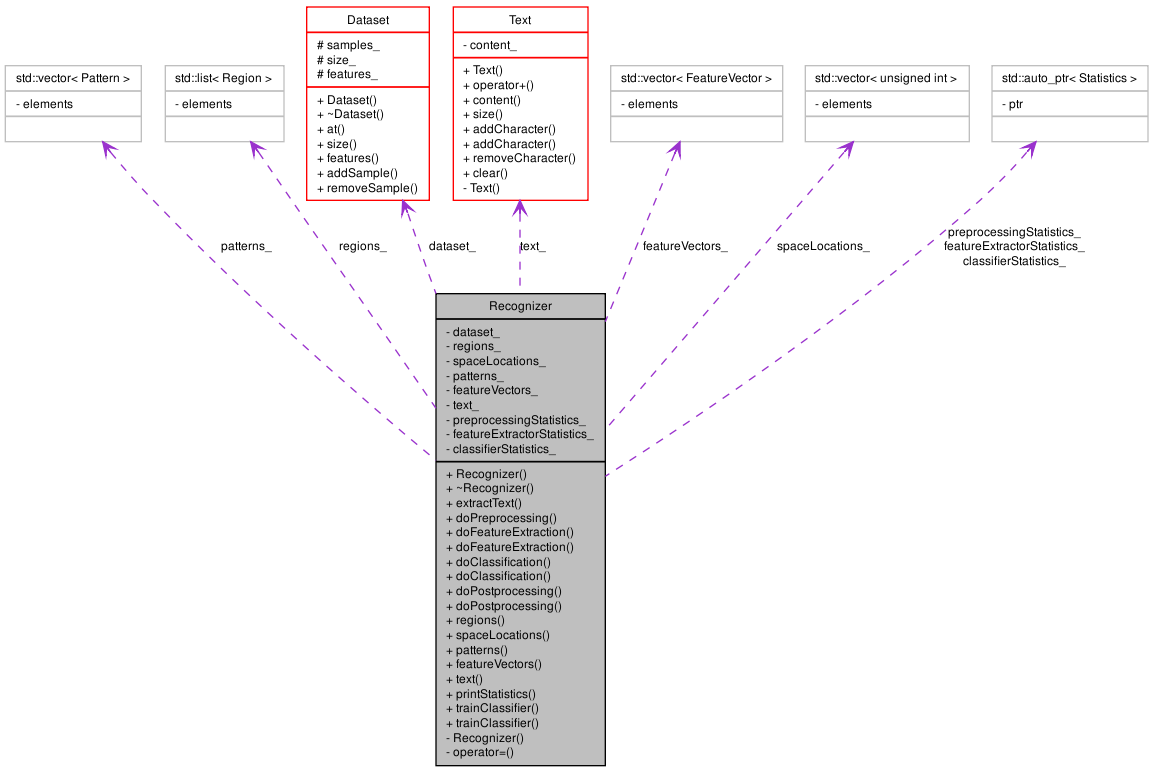 Dataset
# samples_
# size_
# features_
+ Dataset()
+ ~Dataset()
+ at()
+ size()
+ features()
+ addSample()
+ removeSample()
Text
- content_
+ Text()
+ operator+()
+ content()
+ size()
+ addCharacter()
+ addCharacter()
+ removeCharacter()
+ clear()
- Text()
std::vector< Pattern >
- elements
std::list< Region >
- elements
std::vector< FeatureVector >
- elements
std::vector< unsigned int >
- elements
std::auto_ptr< Statistics >
- ptr
patterns_
regions_
dataset_
text_
featureVectors_
spaceLocations_
preprocessingStatistics_
featureExtractorStatistics_
classifierStatistics_
Recognizer
- dataset_
- regions_
- spaceLocations_
- patterns_
- featureVectors_
- text_
- preprocessingStatistics_
- featureExtractorStatistics_
- classifierStatistics_
+ Recognizer()
+ ~Recognizer()
+ extractText()
+ doPreprocessing()
+ doFeatureExtraction()
+ doFeatureExtraction()
+ doClassification()
+ doClassification()
+ doPostprocessing()
+ doPostprocessing()
+ regions()
+ spaceLocations()
+ patterns()
+ featureVectors()
+ text()
+ printStatistics()
+ trainClassifier()
+ trainClassifier()
- Recognizer()
- operator=()